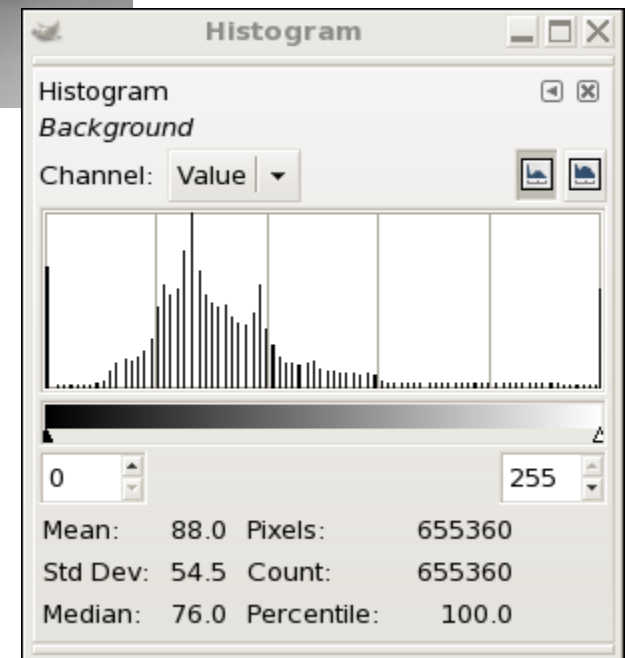 Histogram
Histogram
Background
Channel: Value
0 255
Mean: 88.0 Pixels: 655360
Std Dev: 54.5 Count: 655360
Median: 76.0 Percentile: 100.0